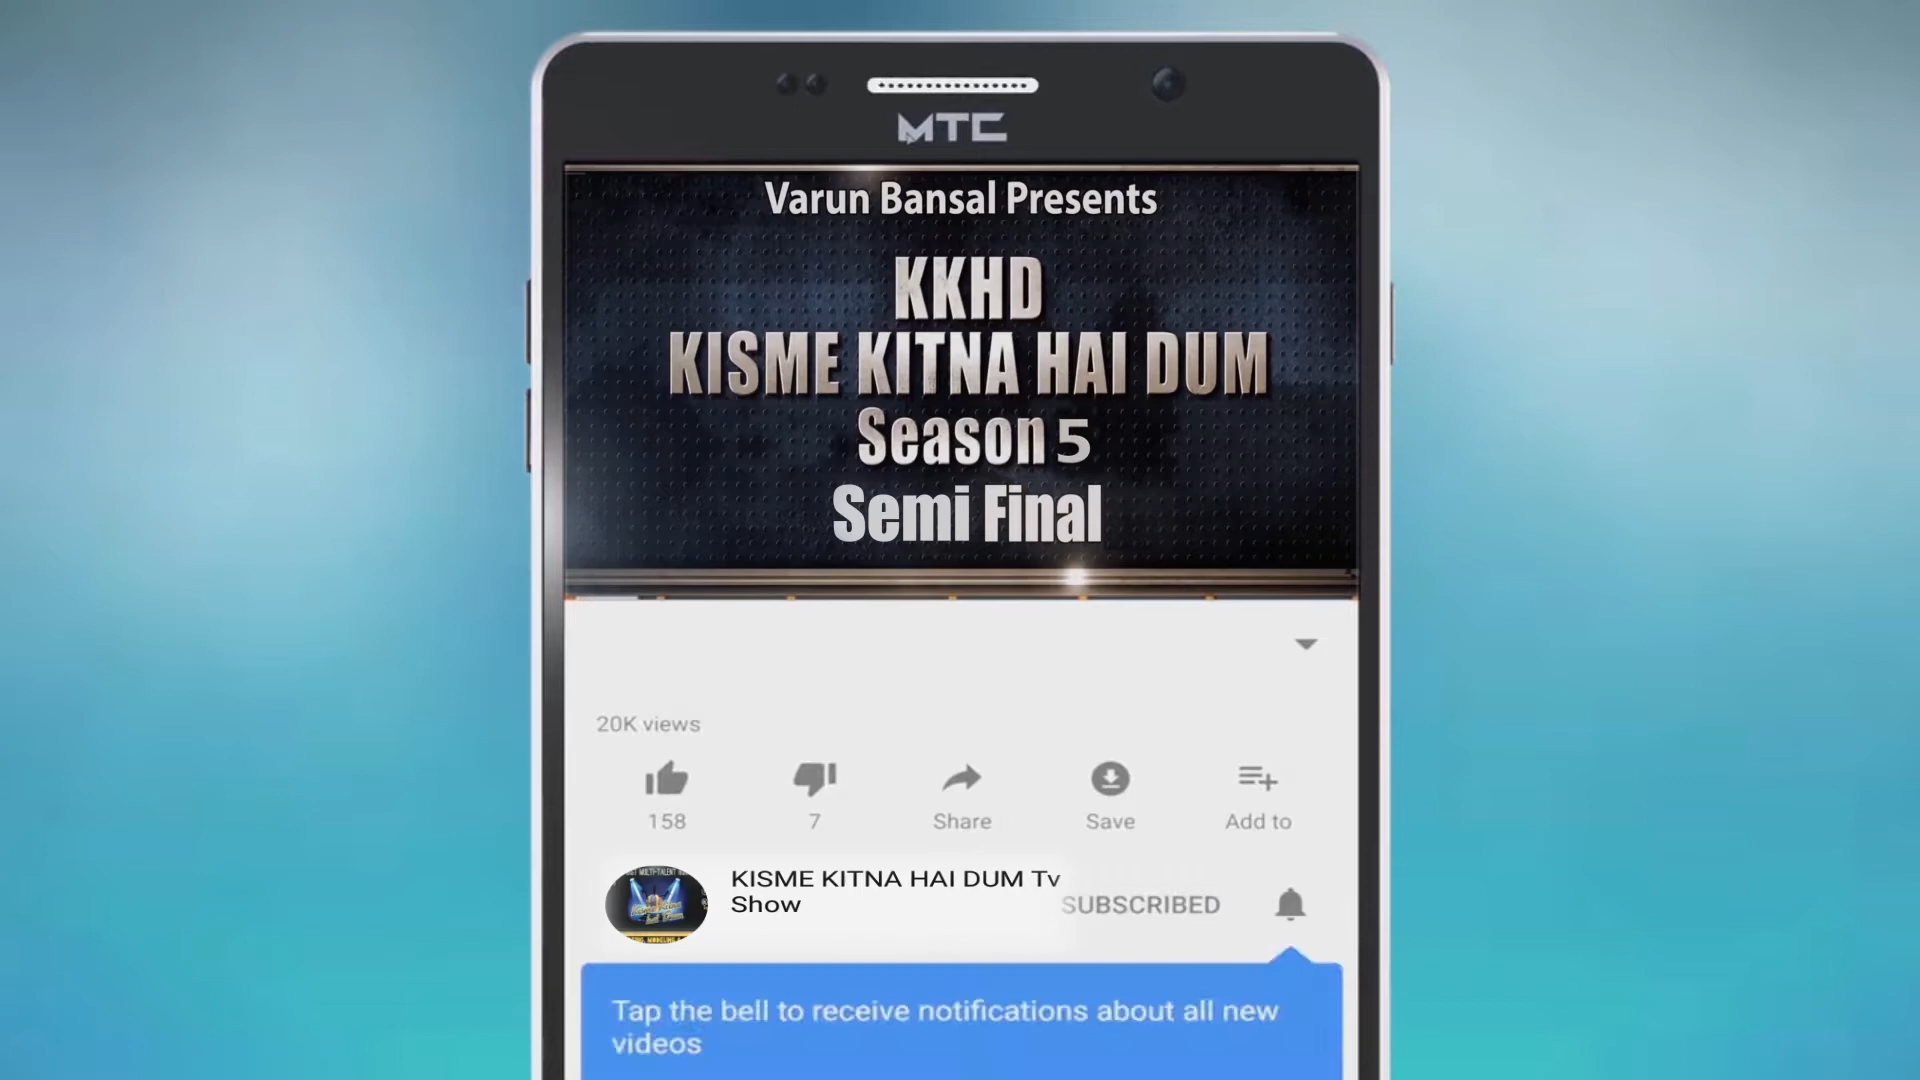 MTC
Varun Bansal Presents
KKHD
KISME KITNA HAI DUM
Season 5
Semi Final
20K views
158
7
Share
Save
Add to
KISME KITNA HAI DUM Tv
Show
SUBSCRIBED
Tap the bell to receive notifications about all new
videos